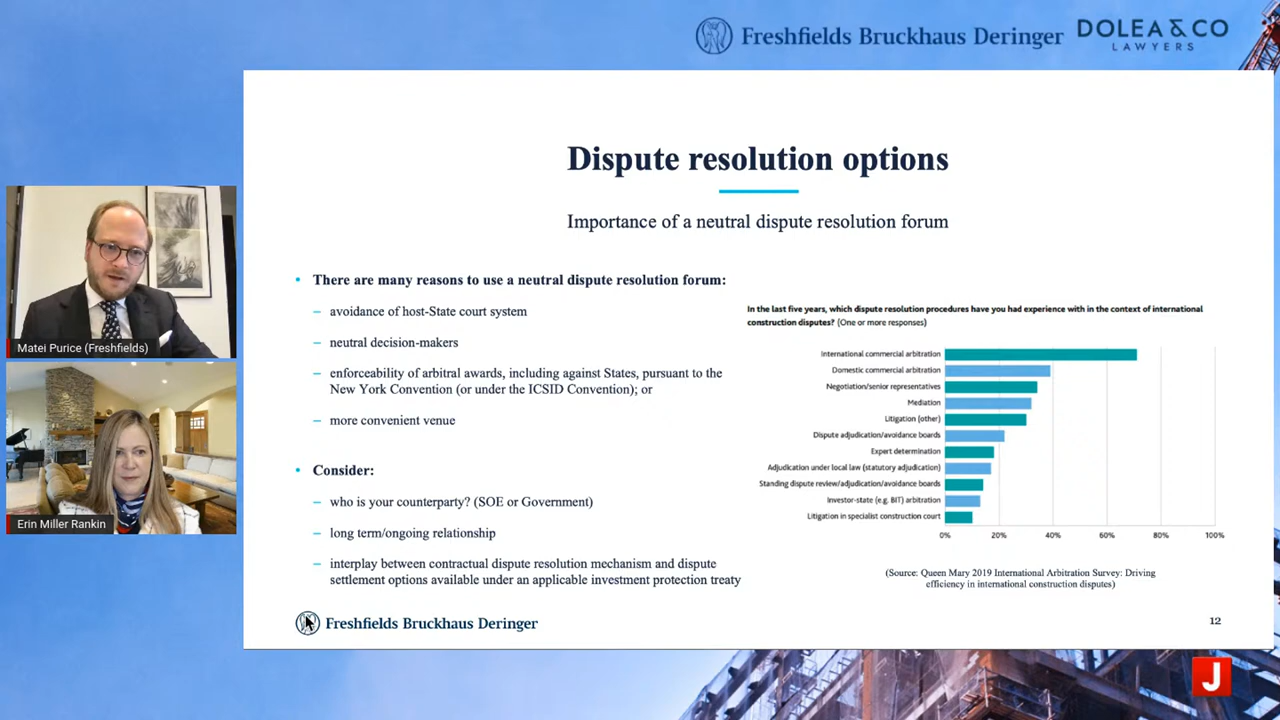 Freshfields Bruckhaus Deringer
DOLEA & CO
LAWYERS
Dispute resolution options
Importance of a neutral dispute resolution forum
• There are many reasons to use a neutral dispute resolution forum:
– avoidance of host-State court system
– neutral decision-makers
– enforceability of arbitral awards, including against States, pursuant to the
New York Convention (or under the ICSID Convention); or
– more convenient venue
• Consider:
– who is your counterparty? (SOE or Government)
– long term/ongoing relationship
– interplay between contractual dispute resolution mechanism and dispute
settlement options available under an applicable investment protection treaty
In the last five years, which dispute resolution procedures have you had experience with in the context of international
construction disputes? (One or more responses)
International commercial arbitration
Domestic commercial arbitration
Negotiation/senior representatives
Mediation
Litigation (other)
Dispute adjudication/avoidance boards
Expert determination
Adjudication under local law (statutory adjudication)
Standing dispute review/adjudication/avoidance boards
Investor-state (e.g. BIT) arbitration
Litigation in specialist construction court
0% 20% 40% 60% 80% 100%
(Source: Queen Mary 2019 International Arbitration Survey: Driving
efficiency in international construction disputes)
Freshfields Bruckhaus Deringer
12
Matei Purice (Freshfields)
Erin Miller Rankin
J